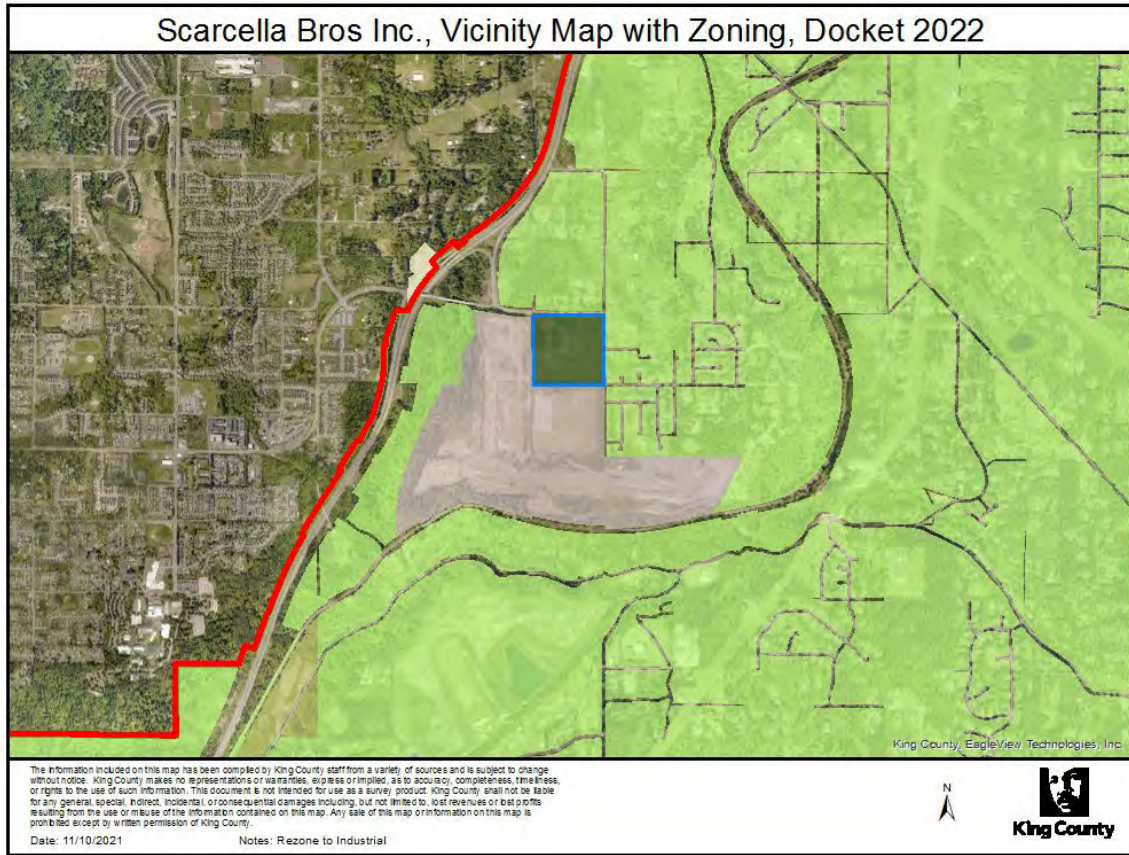 Scarcella Bros Inc., Vicinity Map with Zoning, Docket 2022
King County, EagleView Technologies, Inc.
The information included on this map has been compiled by King County staff from a variety of sources and is subject to change
without notice. King County makes no representations or warranties, express or implied, as to accuracy, completeness, timeliness,
or rights to the use of such information. This document is not intended for use as a survey product. King County shall not be liable
for any general, special, indirect, incidental, or consequential damages including, but not limited to, lost revenues or lost profits
resulting from the use or misuse of the information contained on this map. Any sale of this map or information on this map is
prohibited except by written permission of King County.
Date: 11/10/2021 Notes: Rezone to Industrial
N
King County